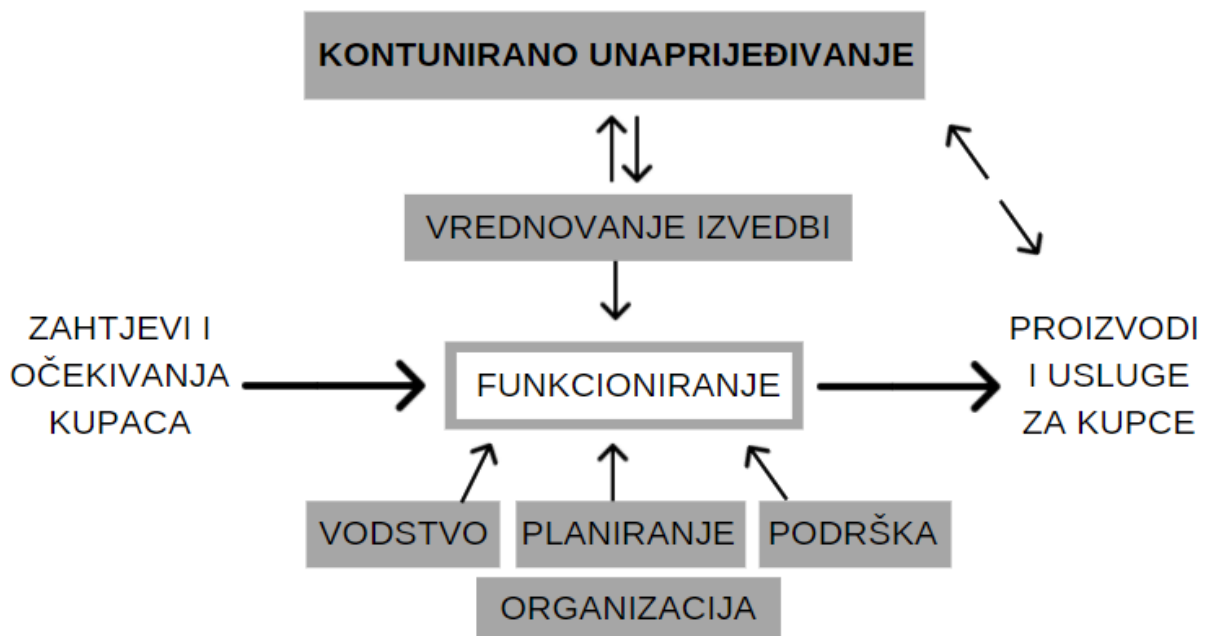 KONTUNIRANO UNAPRIJEĐIVANJE
VREDNOVANJE IZVEDBI
ZAHTJEVI I
OČEKIVANJA
KUPACA
FUNKCIONIRANJE
PROIZVODI
I USLUGE
ZA KUPCE
VODSTVO
PLANIRANJE
PODRŠKA
ORGANIZACIJA